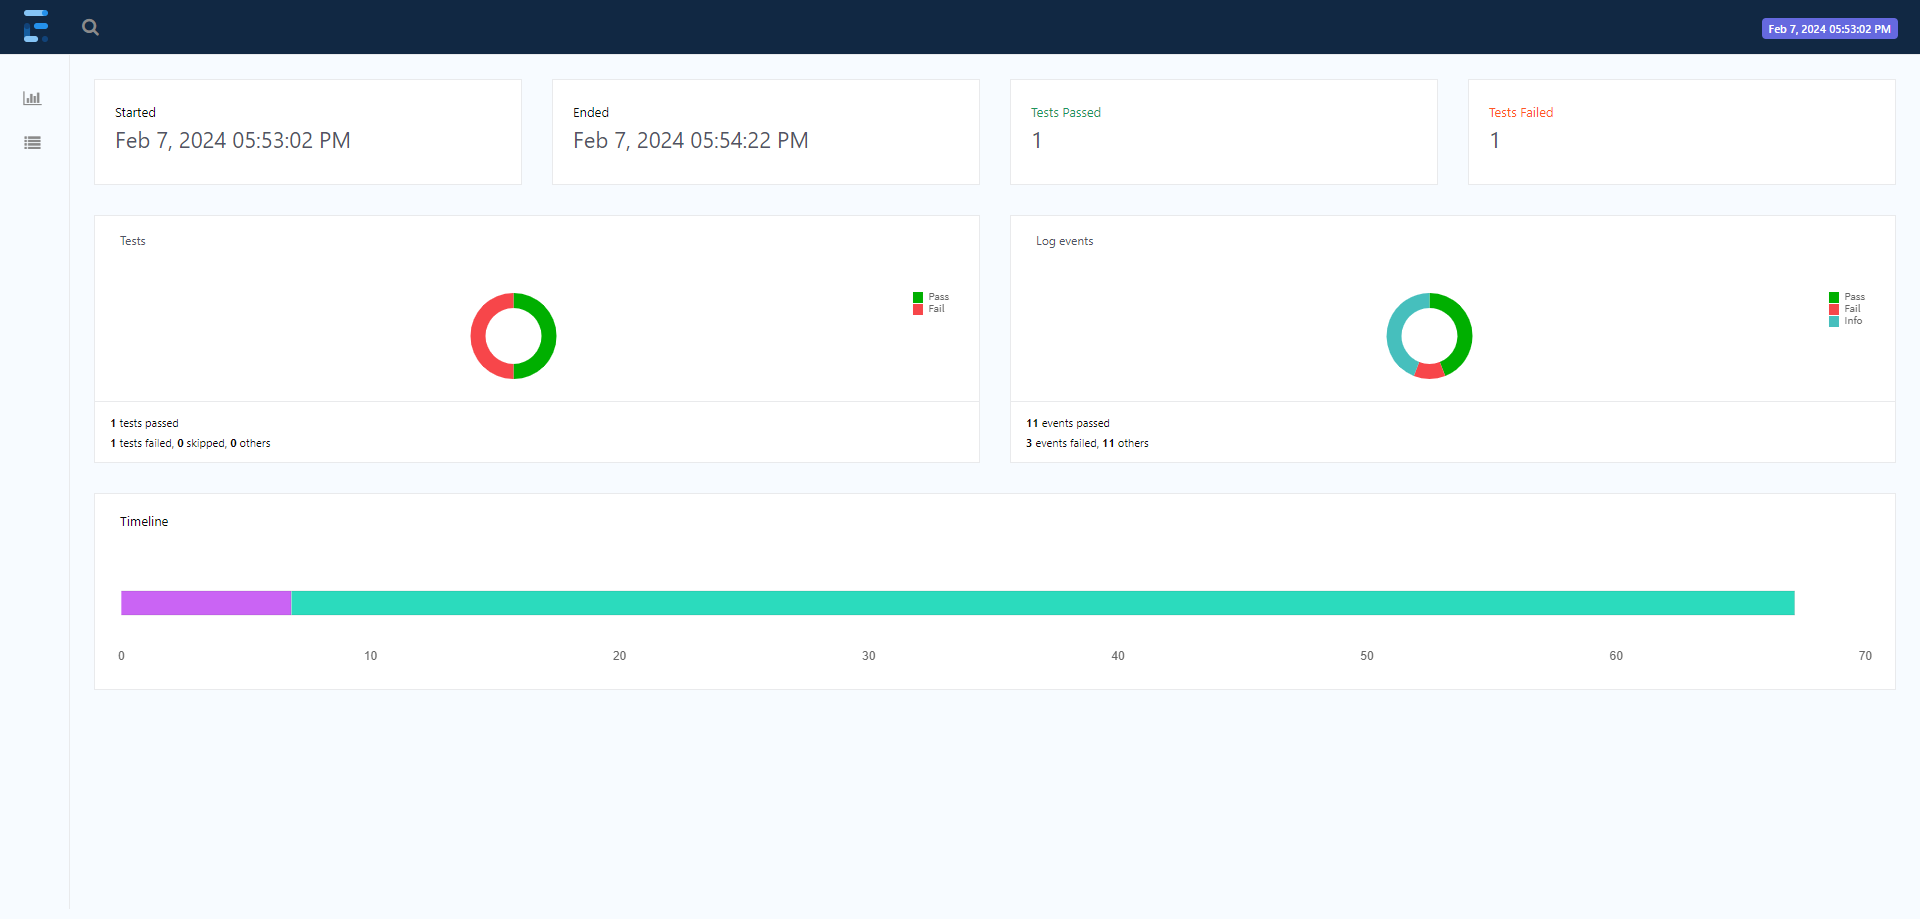 Feb 7, 2024 05:53:02 PM
Started
Feb 7, 2024 05:53:02 PM
Ended
Feb 7, 2024 05:54:22 PM
Tests Passed
1
Tests Failed
1
Tests
Pass
Fail
1 tests passed
1 tests failed, 0 skipped, 0 others
Log events
Pass
Fail
Info
11 events passed
3 events failed, 11 others
Timeline
0 10 20 30 40 50 60 70